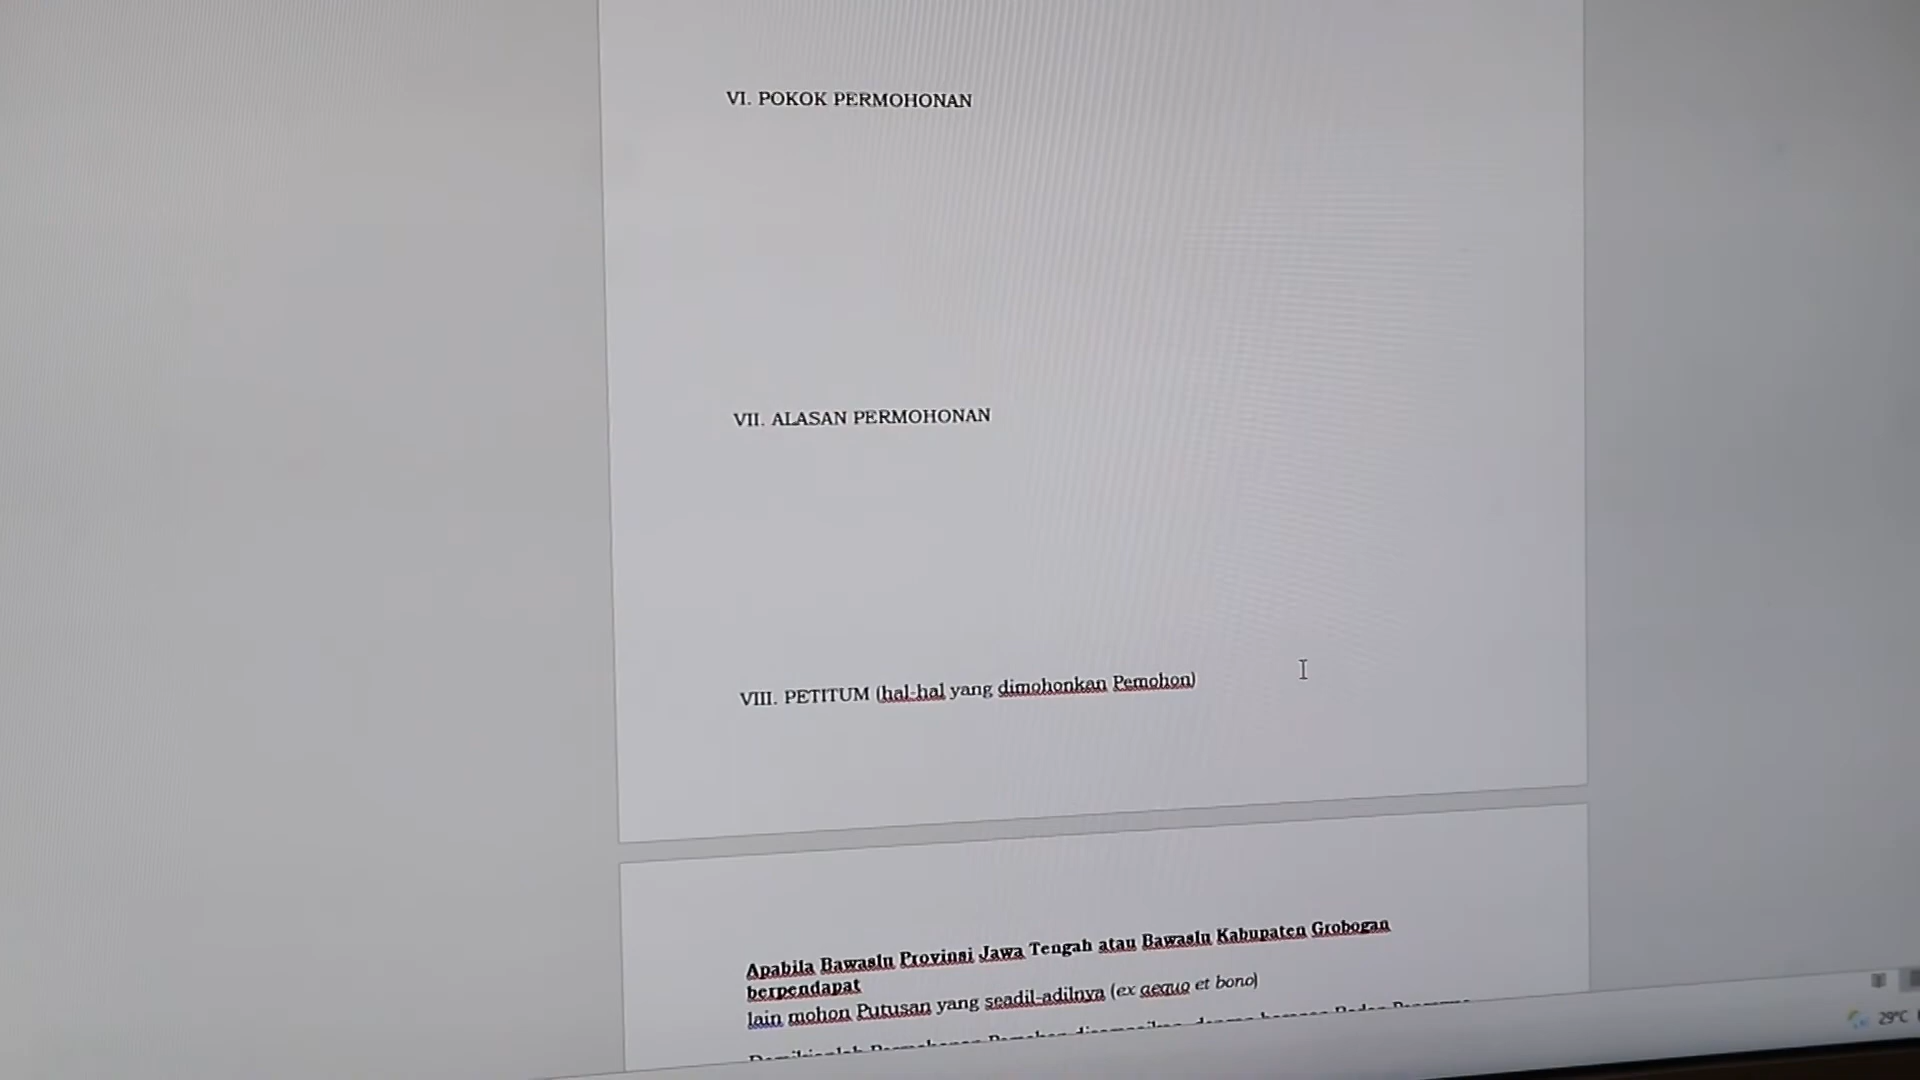 VI. POKOK PERMOHONAN
VII. ALASAN PERMOHONAN
VIII. PETITUM (hal-hal yang dimohonkan Pemohon)
Apabila Bawaslu Provinsi Jawa Tengah atau Bawaslu Kabupaten Grobogan
berpendapat
lain mohon Putusan yang seadil-adilnya (ex aequo et bono)
29°C